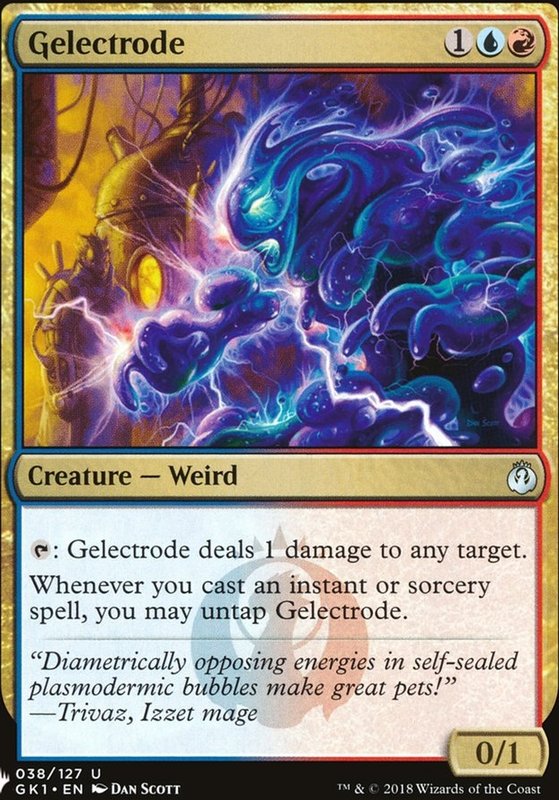 Gelectrode 1
DAN SCOTT
Creature — Weird
: Gelectrode deals 1 damage to any target.
Whenever you cast an instant or sorcery
spell, you may untap Gelectrode.
“Diametrically opposing energies in self-sealed
plasmodermic bubbles make great pets!”
—Trivaz, Izzet mage
0/1
038/127 U
GK1 • EN DAN SCOTT
™ & © 2018 Wizards of the Coast